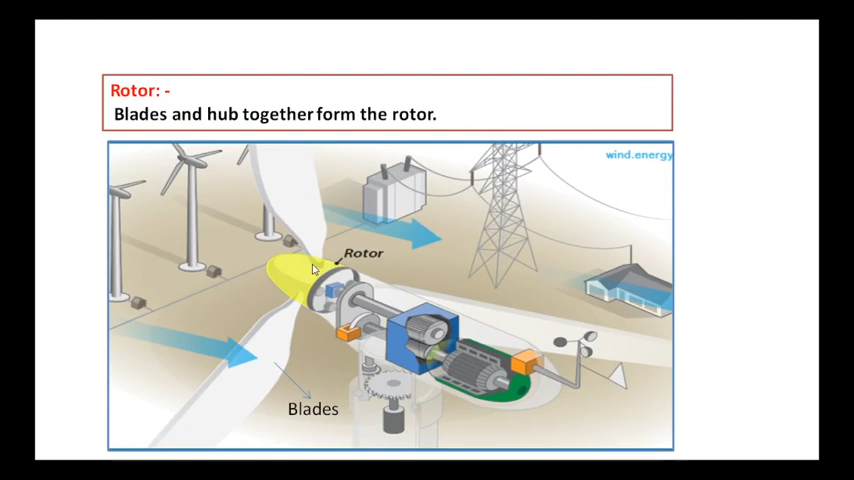 Rotor: -
Blades and hub together form the rotor.
wind.energy
Rotor
Blades